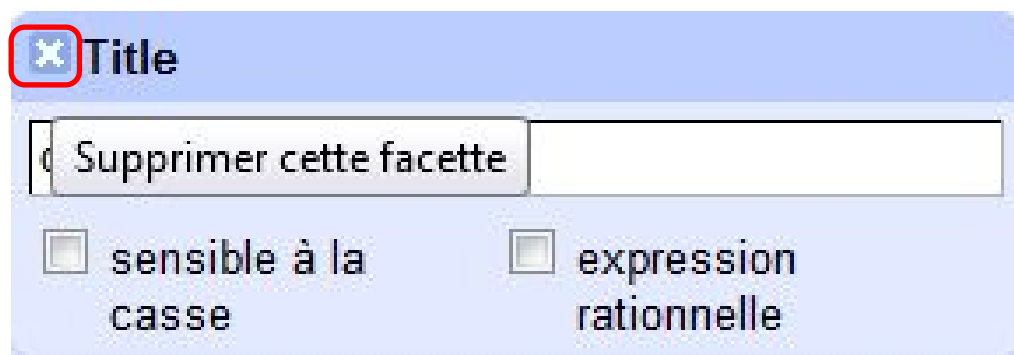 Title
Supprimer cette facette
sensible à la
casse
expression
rationnelle